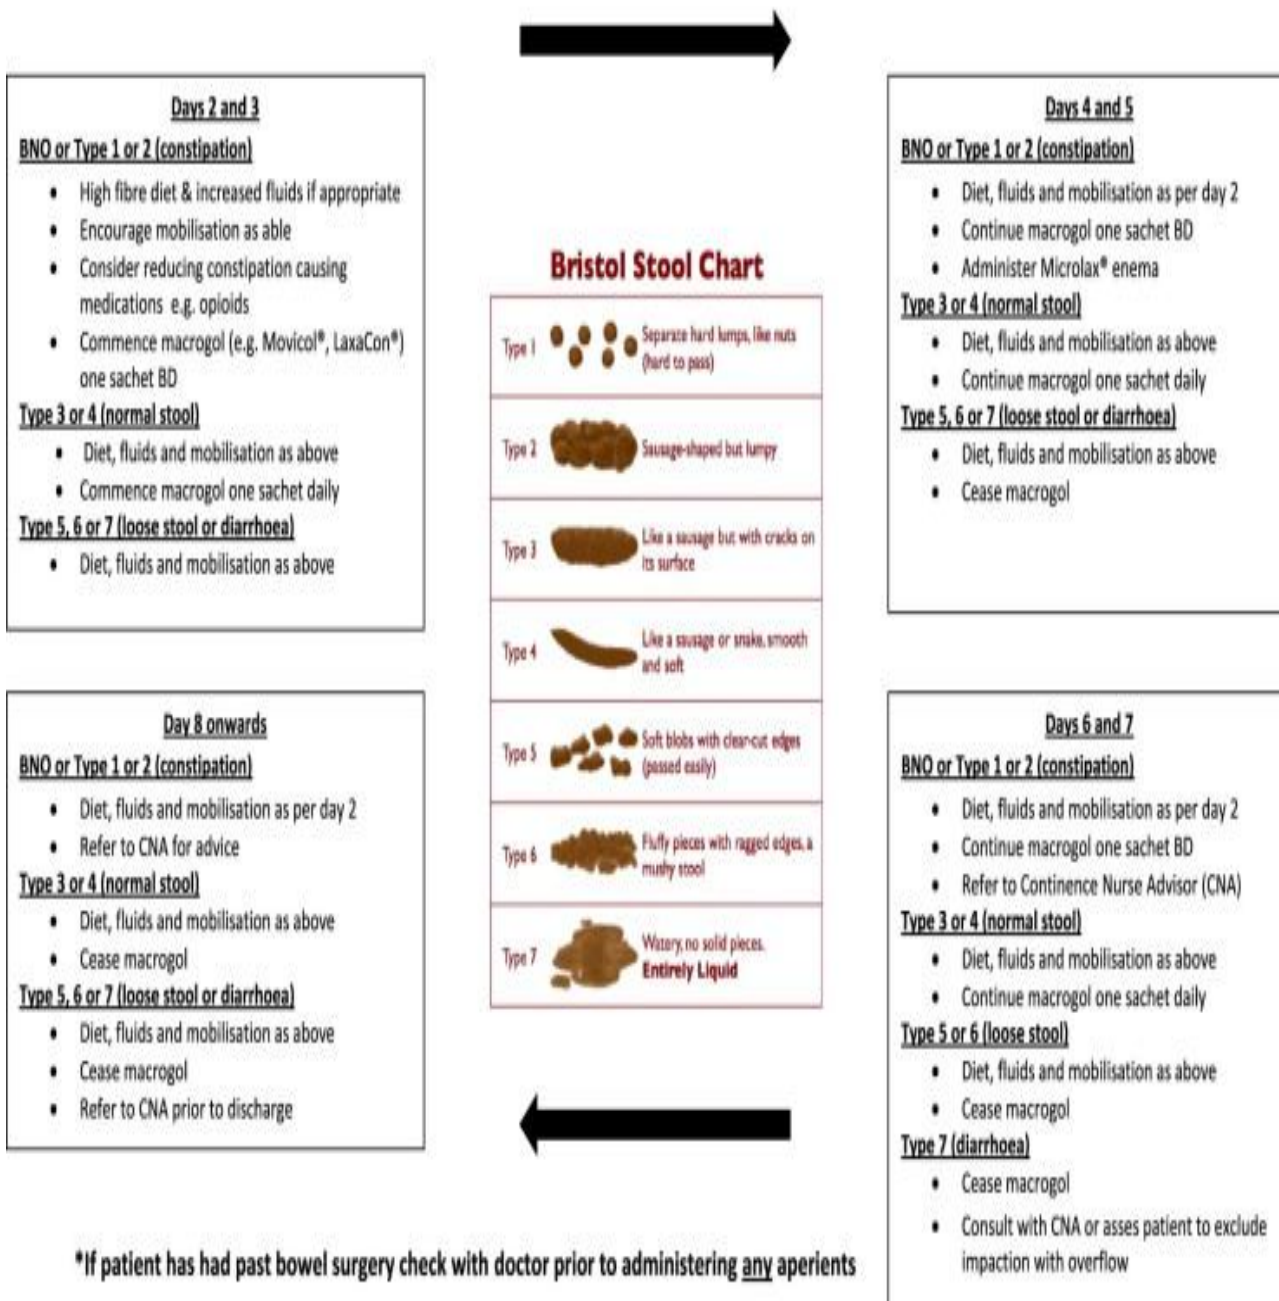 Days 2 and 3
BNO or Type 1 or 2 (constipation)
• High fibre diet & increased fluids if appropriate
• Encourage mobilisation as able
• Consider reducing constipation causing
medications e.g. opioids
• Commence macrogol (e.g. Movicol®, LaxaCon®)
one sachet BD
Type 3 or 4 (normal stool)
• Diet, fluids and mobilisation as above
• Commence macrogol one sachet daily
Type 5, 6 or 7 (loose stool or diarrhoea)
• Diet, fluids and mobilisation as above
Days 4 and 5
BNO or Type 1 or 2 (constipation)
• Diet, fluids and mobilisation as per day 2
• Continue macrogol one sachet BD
• Administer Microlax® enema
Type 3 or 4 (normal stool)
• Diet, fluids and mobilisation as above
• Continue macrogol one sachet daily
Type 5, 6 or 7 (loose stool or diarrhoea)
• Diet, fluids and mobilisation as above
• Cease macrogol
Bristol Stool Chart
Type 1 Separate hard lumps, like nuts
(hard to pass)
Type 2 Sausage-shaped but lumpy
Type 3 Like a sausage but with cracks on
its surface
Type 4 Like a sausage or snake, smooth
and soft
Type 5 Soft blobs with clear-cut edges
(passed easily)
Type 6 Fluffy pieces with ragged edges, a
mushy stool
Type 7 Watery, no solid pieces.
Entirely Liquid
Days 6 and 7
BNO or Type 1 or 2 (constipation)
• Diet, fluids and mobilisation as per day 2
• Continue macrogol one sachet BD
• Refer to Continence Nurse Advisor (CNA)
Type 3 or 4 (normal stool)
• Diet, fluids and mobilisation as above
• Continue macrogol one sachet daily
Type 5 or 6 (loose stool)
• Diet, fluids and mobilisation as above
• Cease macrogol
Type 7 (diarrhoea)
• Cease macrogol
• Consult with CNA or asses patient to exclude
impaction with overflow
Day 8 onwards
BNO or Type 1 or 2 (constipation)
• Diet, fluids and mobilisation as per day 2
• Refer to CNA for advice
Type 3 or 4 (normal stool)
• Diet, fluids and mobilisation as above
• Cease macrogol
Type 5, 6 or 7 (loose stool or diarrhoea)
• Diet, fluids and mobilisation as above
• Cease macrogol
• Refer to CNA prior to discharge
*If patient has had past bowel surgery check with doctor prior to administering any aperients